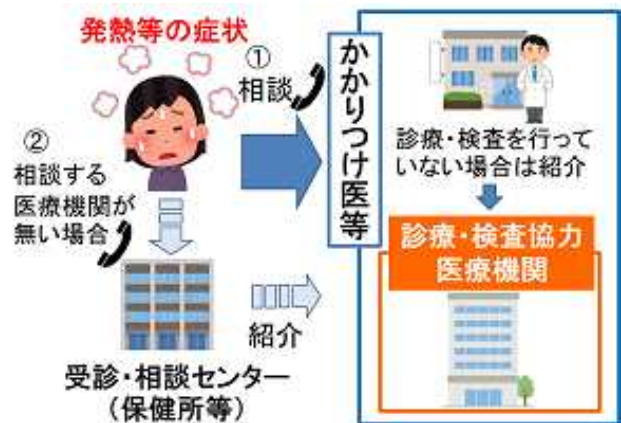 発熱等の症状
①
相談
②
相談する
医療機関が
無い場合
受診・相談センター
(保健所等)
紹介
かかりつけ医等
診療・検査を行って
いない場合は紹介
診療・検査協力
医療機関